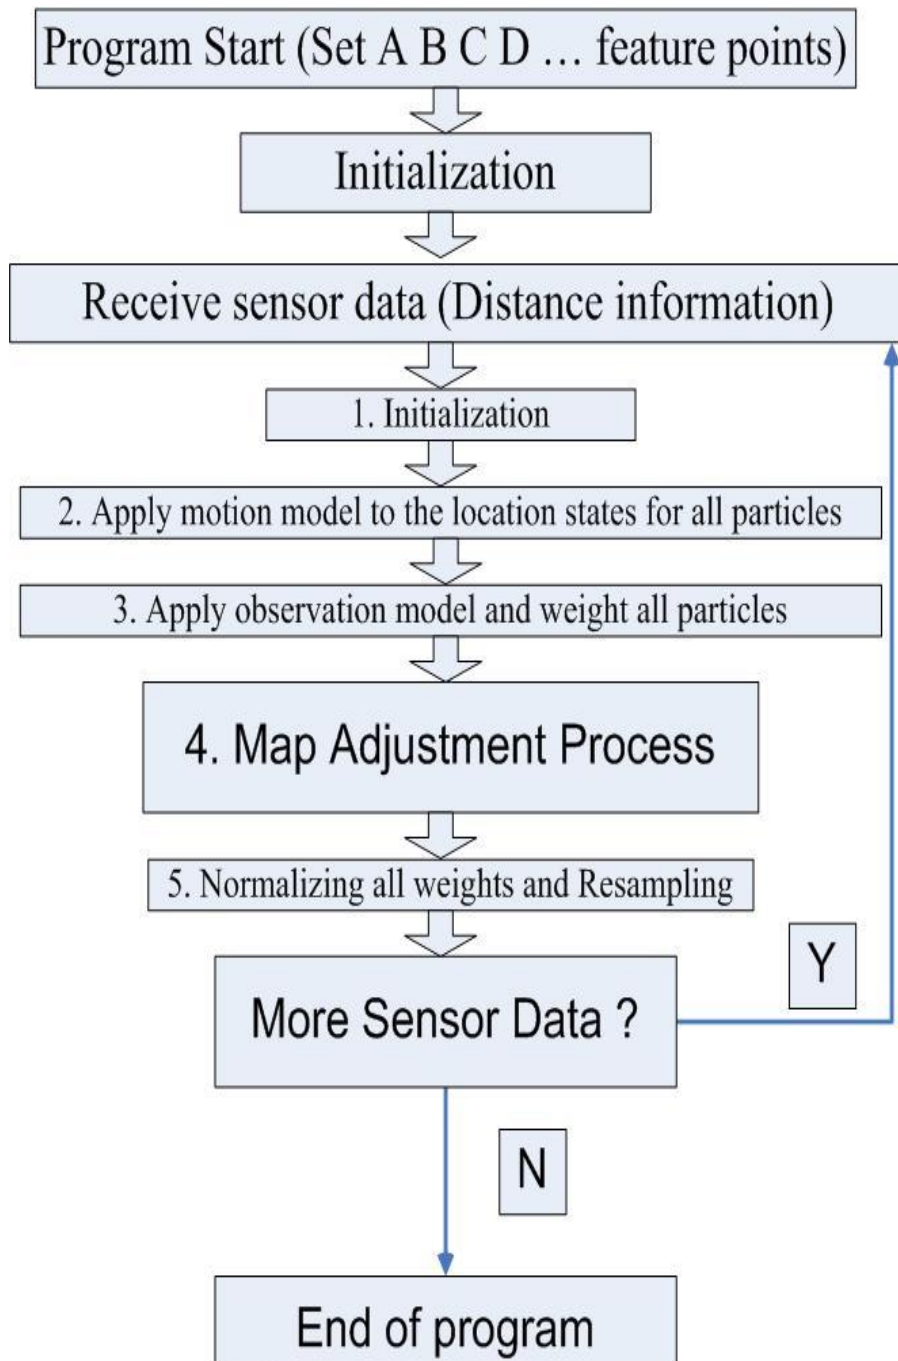 Program Start (Set A B C D … feature points)
Initialization
Receive sensor data (Distance information)
1. Initialization
2. Apply motion model to the location states for all particles
3. Apply observation model and weight all particles
4. Map Adjustment Process
5. Normalizing all weights and Resampling
More Sensor Data ?
Y
N
End of program